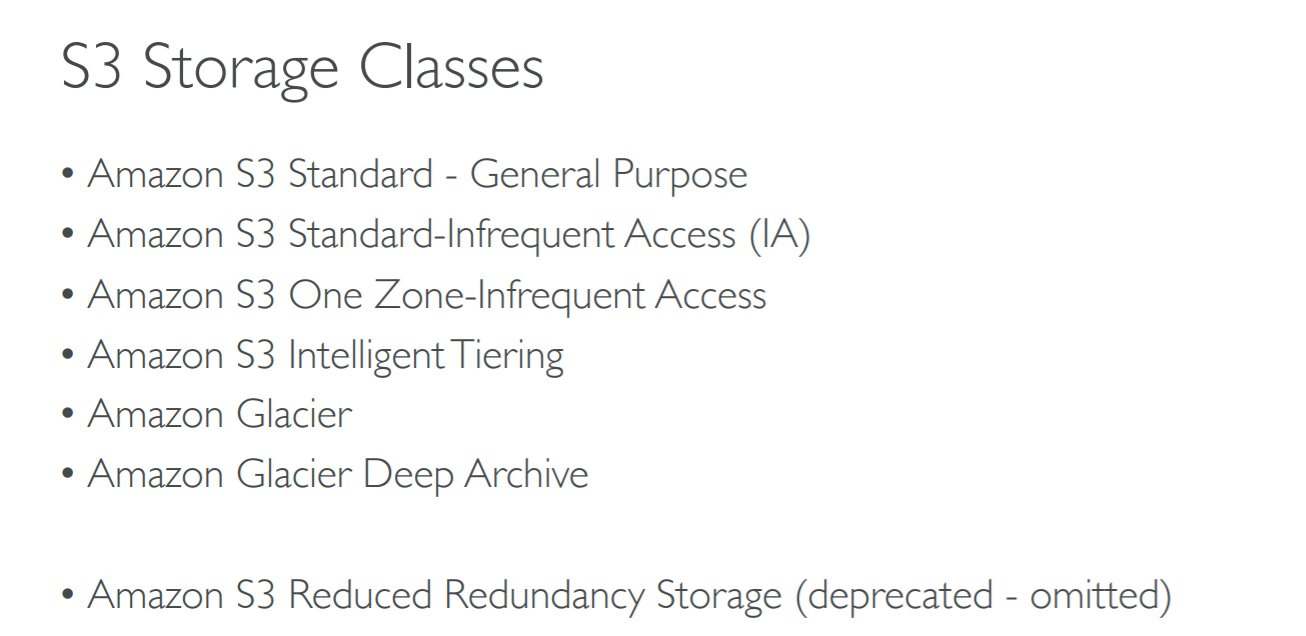 S3 Storage Classes
• Amazon S3 Standard - General Purpose
• Amazon S3 Standard-Infrequent Access (IA)
• Amazon S3 One Zone-Infrequent Access
• Amazon S3 Intelligent Tiering
• Amazon Glacier
• Amazon Glacier Deep Archive
• Amazon S3 Reduced Redundancy Storage (deprecated - omitted)